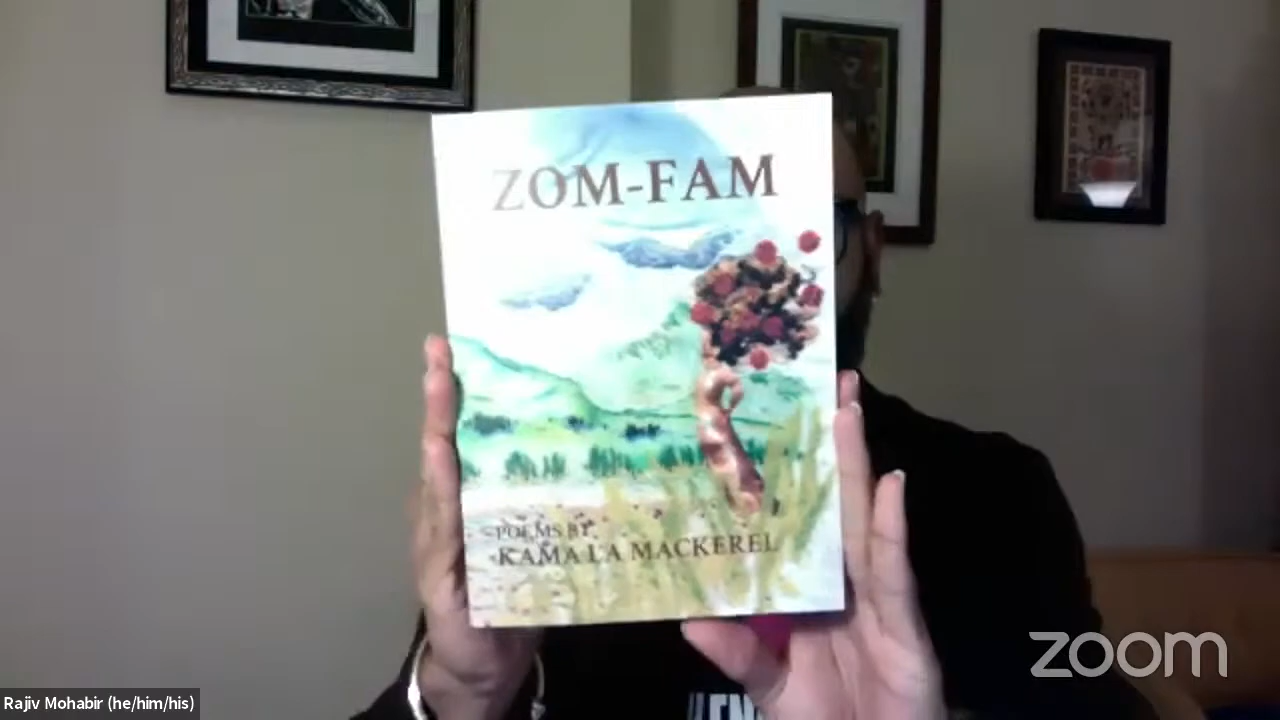 ZOM-FAM
POEMS BY
KAMA LA MACKEREL
zoom
Rajiv Mohabir (he/him/his)